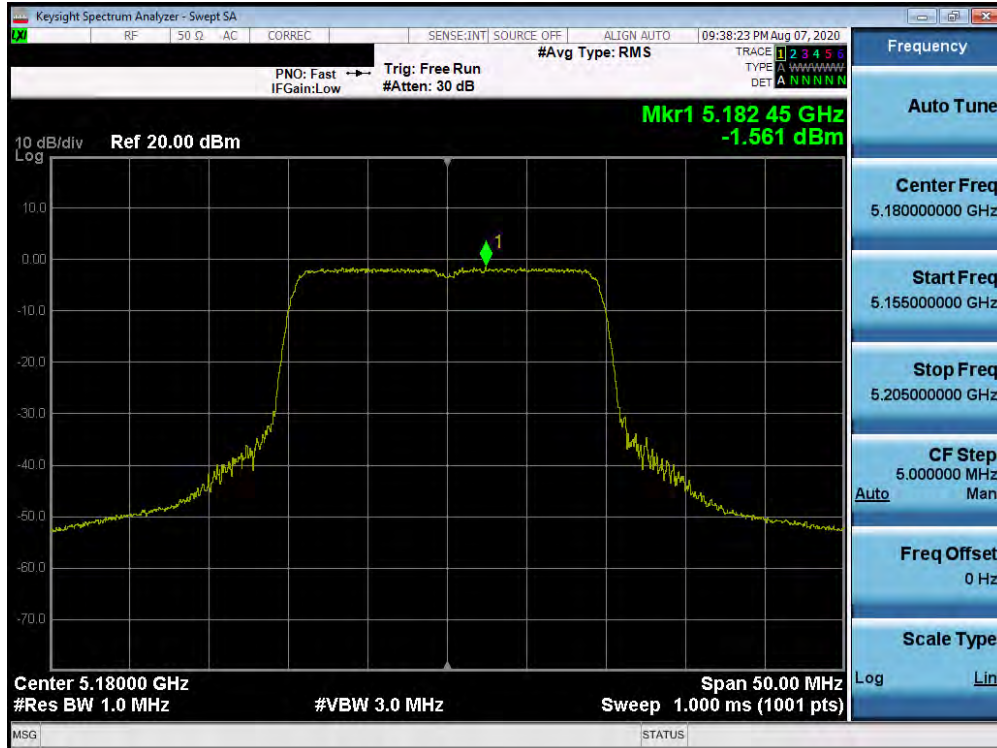 Keysight Spectrum Analyzer - Swept SA
LXI RF 50 Ω AC CORREC SENSE:INT SOURCE OFF ALIGN AUTO 09:38:23 PM Aug 07, 2020
#Avg Type: RMS
TRACE 1 2 3 4 5 6
TYPE A WWWWW
DET A N N N N N
PNO: Fast
IFGain:Low
Trig: Free Run
#Atten: 30 dB
Mkr1 5.182 45 GHz
-1.561 dBm
10 dB/div
Log
Ref 20.00 dBm
1
10.0
0.00
-10.0
-20.0
-30.0
-40.0
-50.0
-60.0
-70.0
Center 5.18000 GHz
Span 50.00 MHz
#Res BW 1.0 MHz
#VBW 3.0 MHz
Sweep 1.000 ms (1001 pts)
MSG
STATUS
Frequency
Auto Tune
Center Freq
5.180000000 GHz
Start Freq
5.155000000 GHz
Stop Freq
5.205000000 GHz
CF Step
5.000000 MHz
Auto Man
Freq Offset
0 Hz
Scale Type
Log Lin